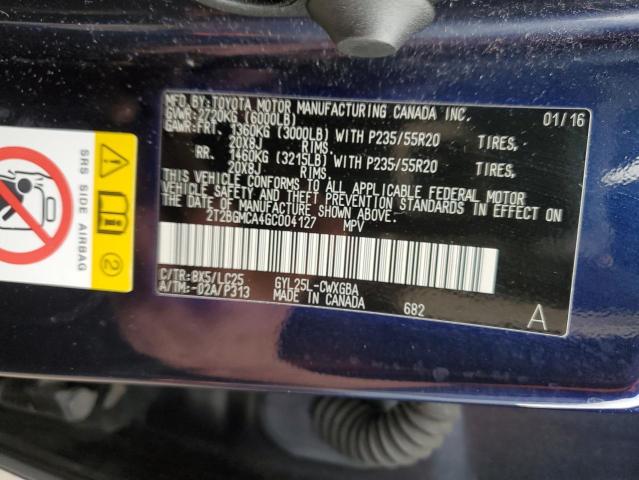 MFD. BY: TOYOTA MOTOR MANUFACTURING CANADA INC. 01/16
GVWR: 2720KG (6000LB)
GAWR: FRT. 1360KG (3000LB) WITH P235/55R20 TIRES,
20X8J RIMS.
RR. 1460KG (3215LB) WITH P235/55R20 TIRES,
20X8J RIMS.
THIS VEHICLE CONFORMS TO ALL APPLICABLE FEDERAL MOTOR
VEHICLE SAFETY AND THEFT PREVENTION STANDARDS IN EFFECT ON
THE DATE OF MANUFACTURE SHOWN ABOVE.
2T2BGMCA4GC004127 MPV
C/TR: 8X5/LC25 GYL25L-CWXGBA
A/TM: -02A/P313 MADE IN CANADA 682 A
SRS SIDE AIRBAG
2